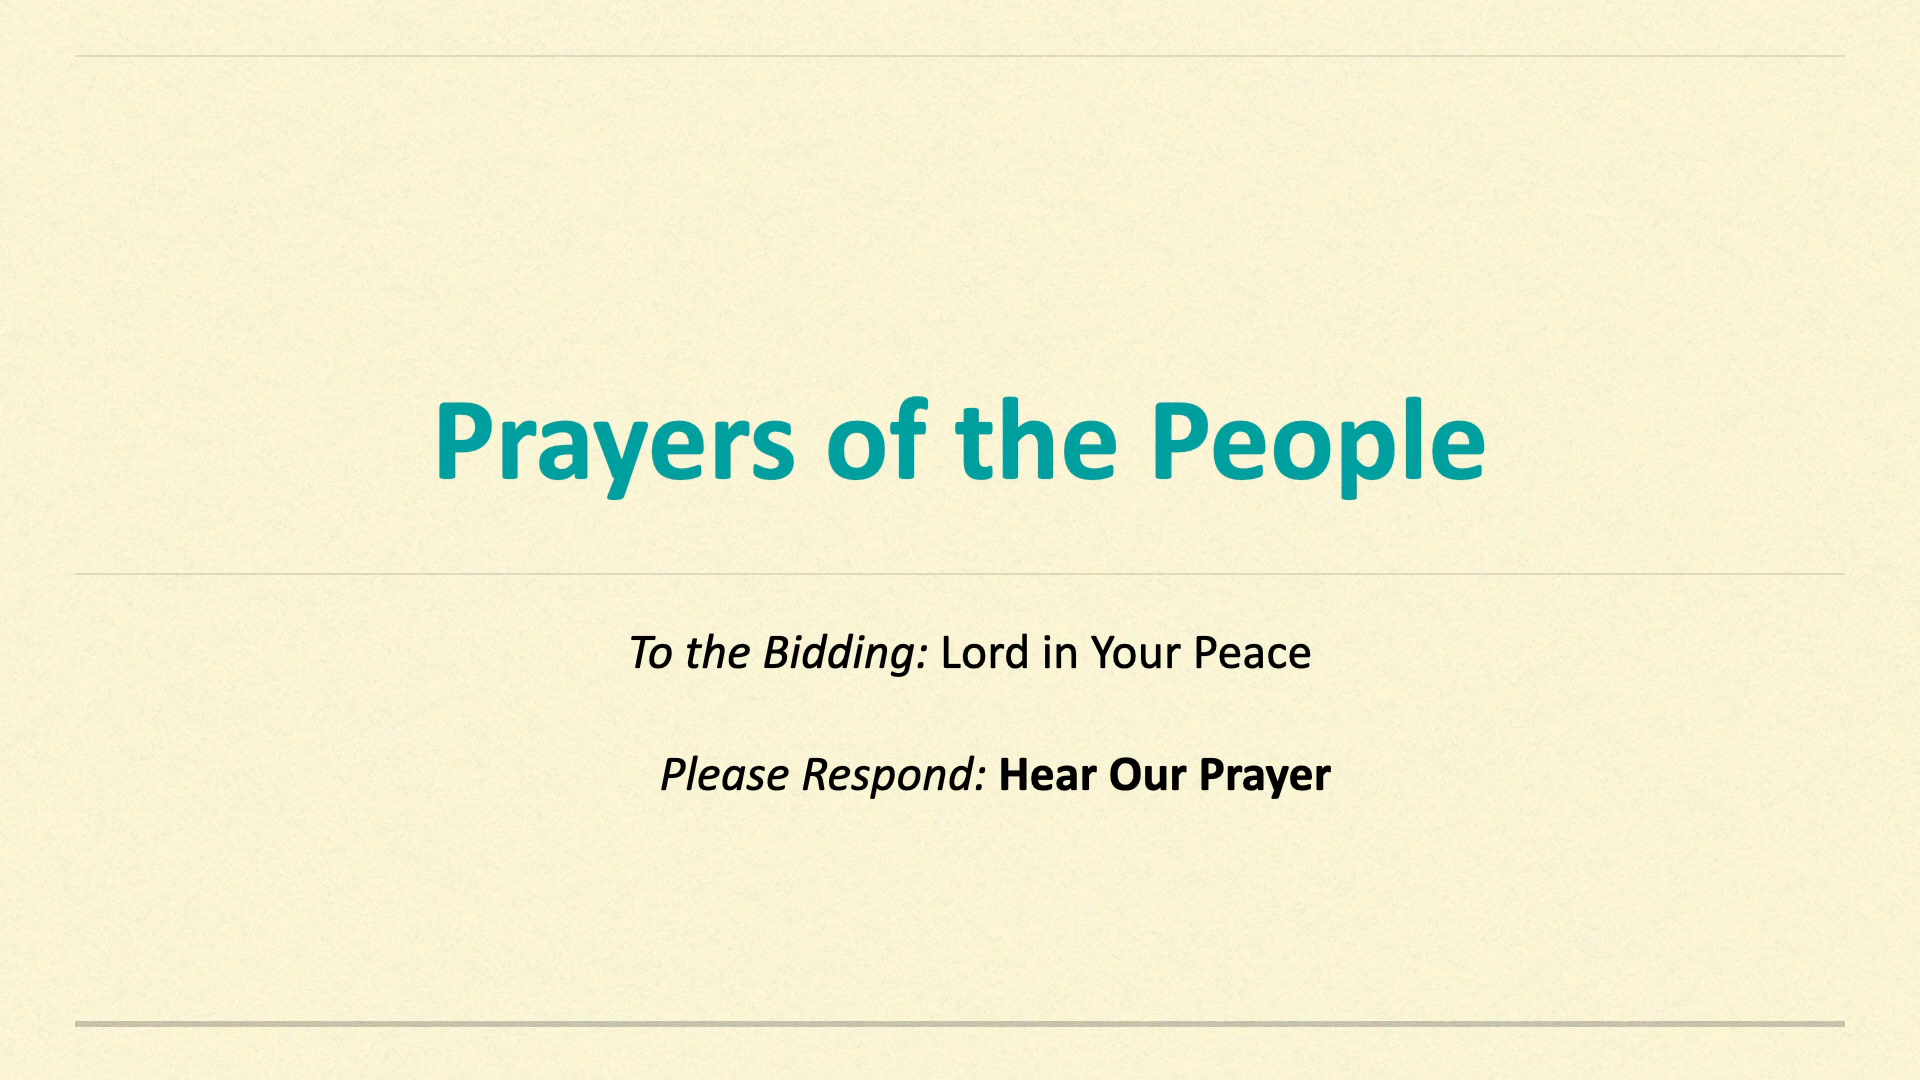 Prayers of the People
To the Bidding: Lord in Your Peace
Please Respond: Hear Our Prayer